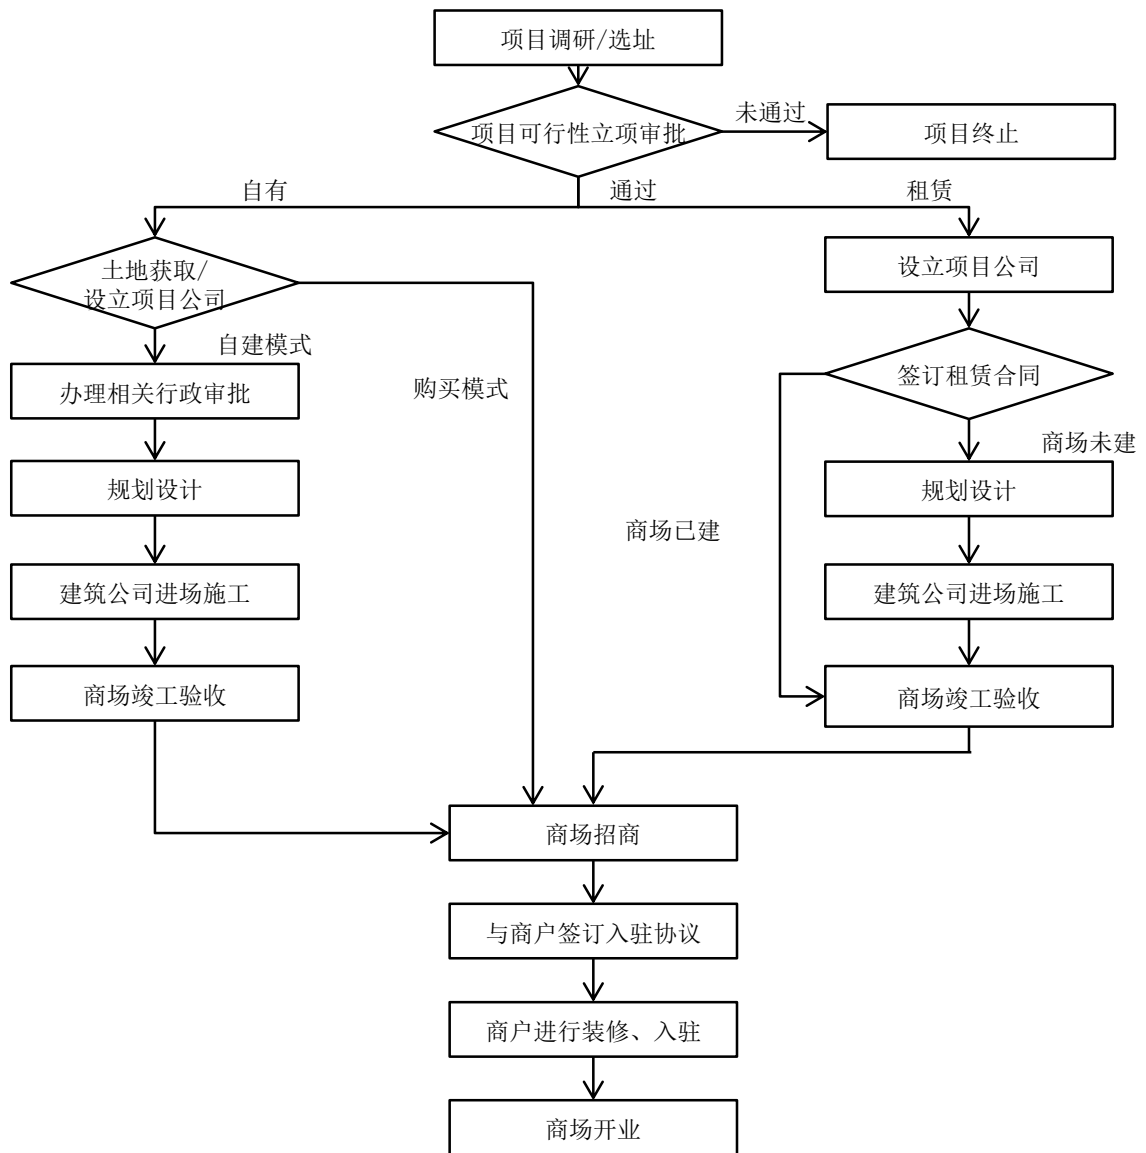 项目调研/选址
项目可行性立项审批
未通过
项目终止
自有
通过
租赁
土地获取/
设立项目公司
设立项目公司
自建模式
办理相关行政审批
购买模式
签订租赁合同
商场未建
规划设计
规划设计
商场已建
建筑公司进场施工
建筑公司进场施工
商场竣工验收
商场竣工验收
商场招商
与商户签订入驻协议
商户进行装修、入驻
商场开业